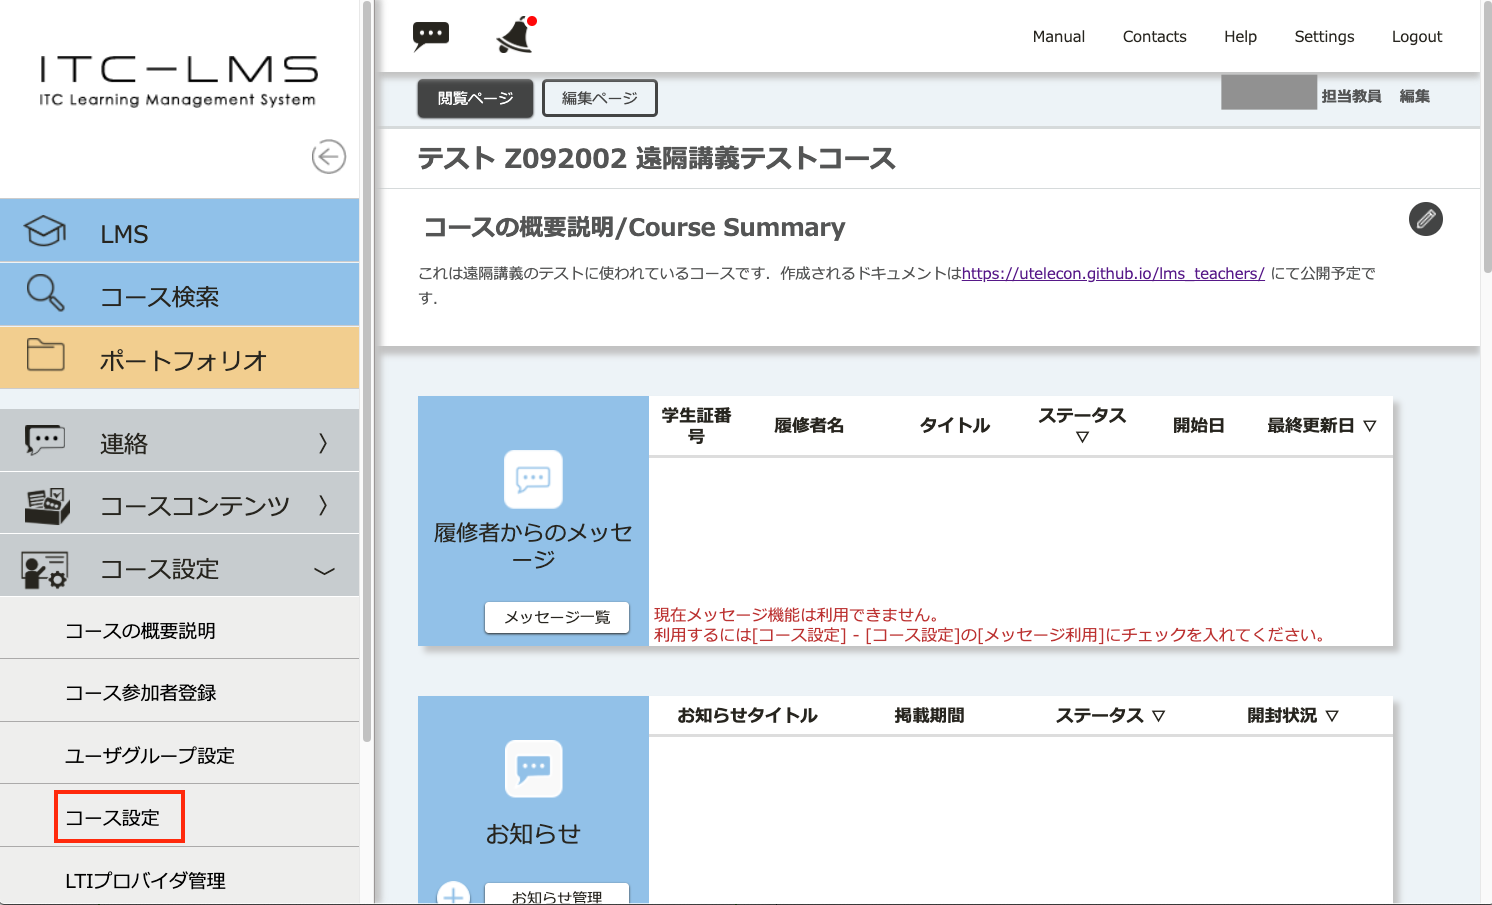 ITC-LMS
ITC Learning Management System
LMS
コース検索
ポートフォリオ
連絡
コースコンテンツ
コース設定
コースの概要説明
コース参加者登録
ユーザグループ設定
コース設定
LTIプロバイダ管理
Manual Contacts Help Settings Logout
閲覧ページ 編集ページ
担当教員 編集
テスト Z092002 遠隔講義テストコース
コースの概要説明/Course Summary
これは遠隔講義のテストに使われているコースです．作成されるドキュメントはhttps://utelecon.github.io/lms_teachers/ にて公開予定で
す．
学生証番
号
履修者名 タイトル ステータス ▽ 開始日 最終更新日 ▽
履修者からのメッセ
ージ
メッセージ一覧
現在メッセージ機能は利用できません。
利用するには[コース設定] - [コース設定]の[メッセージ利用]にチェックを入れてください。
お知らせタイトル 掲載期間 ステータス ▽ 開封状況 ▽
お知らせ
お知らせ管理